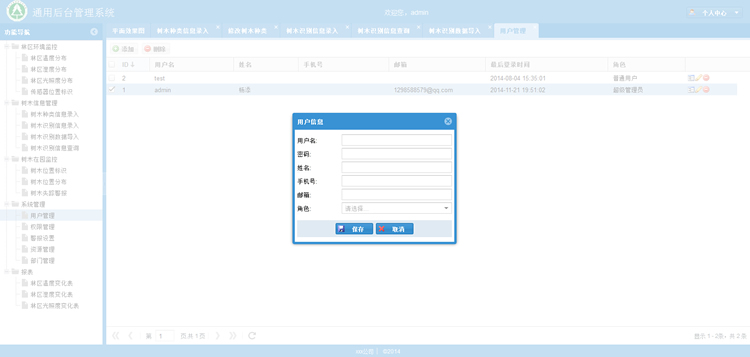 通用后台管理系统
欢迎您，admin
个人中心
功能导航
林区环境监控
林区温度分布
林区湿度分布
林区光照度分布
传感器位置标识
树木信息管理
树木种类信息录入
树木识别信息录入
树木识别数据导入
树木识别信息查询
树木在园监控
树木位置标识
树木位置分布
树木失踪警报
系统管理
用户管理
权限管理
警报设置
资源管理
部门管理
报表
林区温度变化表
林区湿度变化表
林区光照度变化表
树木种类信息录入
树木识别信息录入
树木识别信息查询
树木识别数据导入
用户管理
添加 删除
ID 用户名 姓名 手机号 邮箱 最后登录时间 角色
2 test 2014-08-04 15:35:01 普通用户
1 admin 杨浩 1298588579@qq.com 2014-11-21 19:51:02 超级管理员
用户信息
用户名:
密码:
姓名:
手机号:
邮箱:
角色: 请选择
保存 取消
第 1 页共1页
显示 1 - 2条，共 2 条
©2014